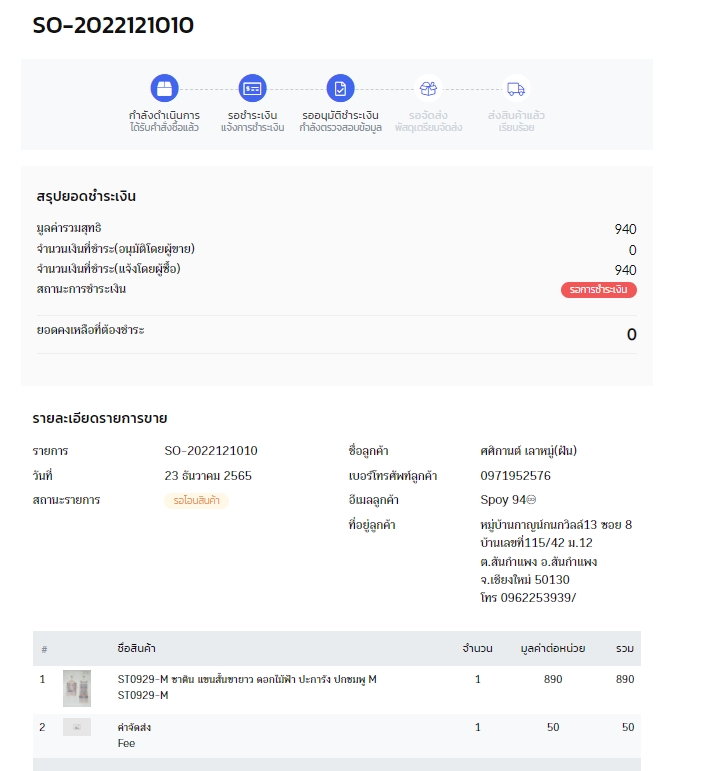 SO-2022121010
กำลังดำเนินการ
ได้รับคำสั่งซื้อแล้ว
รอชำระเงิน
แจ้งการชำระเงิน
รออนุมัติชำระเงิน
กำลังตรวจสอบข้อมูล
รอจัดส่ง
พัสดุเตรียมจัดส่ง
ส่งสินค้าแล้ว
เรียบร้อย
สรุปยอดชำระเงิน
มูลค่ารวมสุทธิ 940
จำนวนเงินที่ชำระ(อนุมัติโดยผู้ขาย) 0
จำนวนเงินที่ชำระ(แจ้งโดยผู้ซื้อ) 940
สถานะการชำระเงิน รอการชำระเงิน
ยอดคงเหลือที่ต้องชำระ 0
รายละเอียดรายการขาย
รายการ SO-2022121010
วันที่ 23 ธันวาคม 2565
สถานะรายการ รอโอนสินค้า
ชื่อลูกค้า ศศิกานต์ เลาหมู่(ฝัน)
เบอร์โทรศัพท์ลูกค้า 0971952576
อีเมลลูกค้า Spoy 94♾
ที่อยู่ลูกค้า หมู่บ้านกาญน์กนกวิลล์13 ซอย 8
บ้านเลขที่115/42 ม.12
ต.สันกำแพง อ.สันกำแพง
จ.เชียงใหม่ 50130
โทร 0962253939/
# ชื่อสินค้า จำนวน มูลค่าต่อหน่วย รวม
1 ST0929-M ซาติน แขนสั้นขายาว ดอกไม้ฟ้า ปะการัง ปกชมพู M 1 890 890
ST0929-M
2 ค่าจัดส่ง 1 50 50
Fee